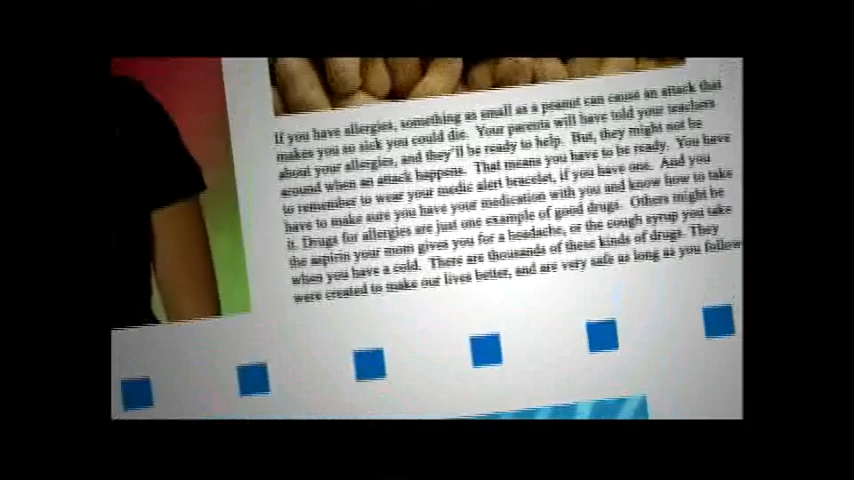 If you have allergies, something as small as a peanut can cause an attack that
makes you so sick you could die. Your parents will have told your teachers
about your allergies, and they'll be ready to help. But, they might not be
around when an attack happens. That means you have to be ready. You have
to remember to wear your medic alert bracelet, if you have one. And you
have to make sure you have your medication with you and know how to take
it. Drugs for allergies are just one example of good drugs. Others might be
the aspirin your mom gives you for a headache, or the cough syrup you take
when you have a cold. There are thousands of these kinds of drugs. They
were created to make our lives better, and are very safe as long as you follow